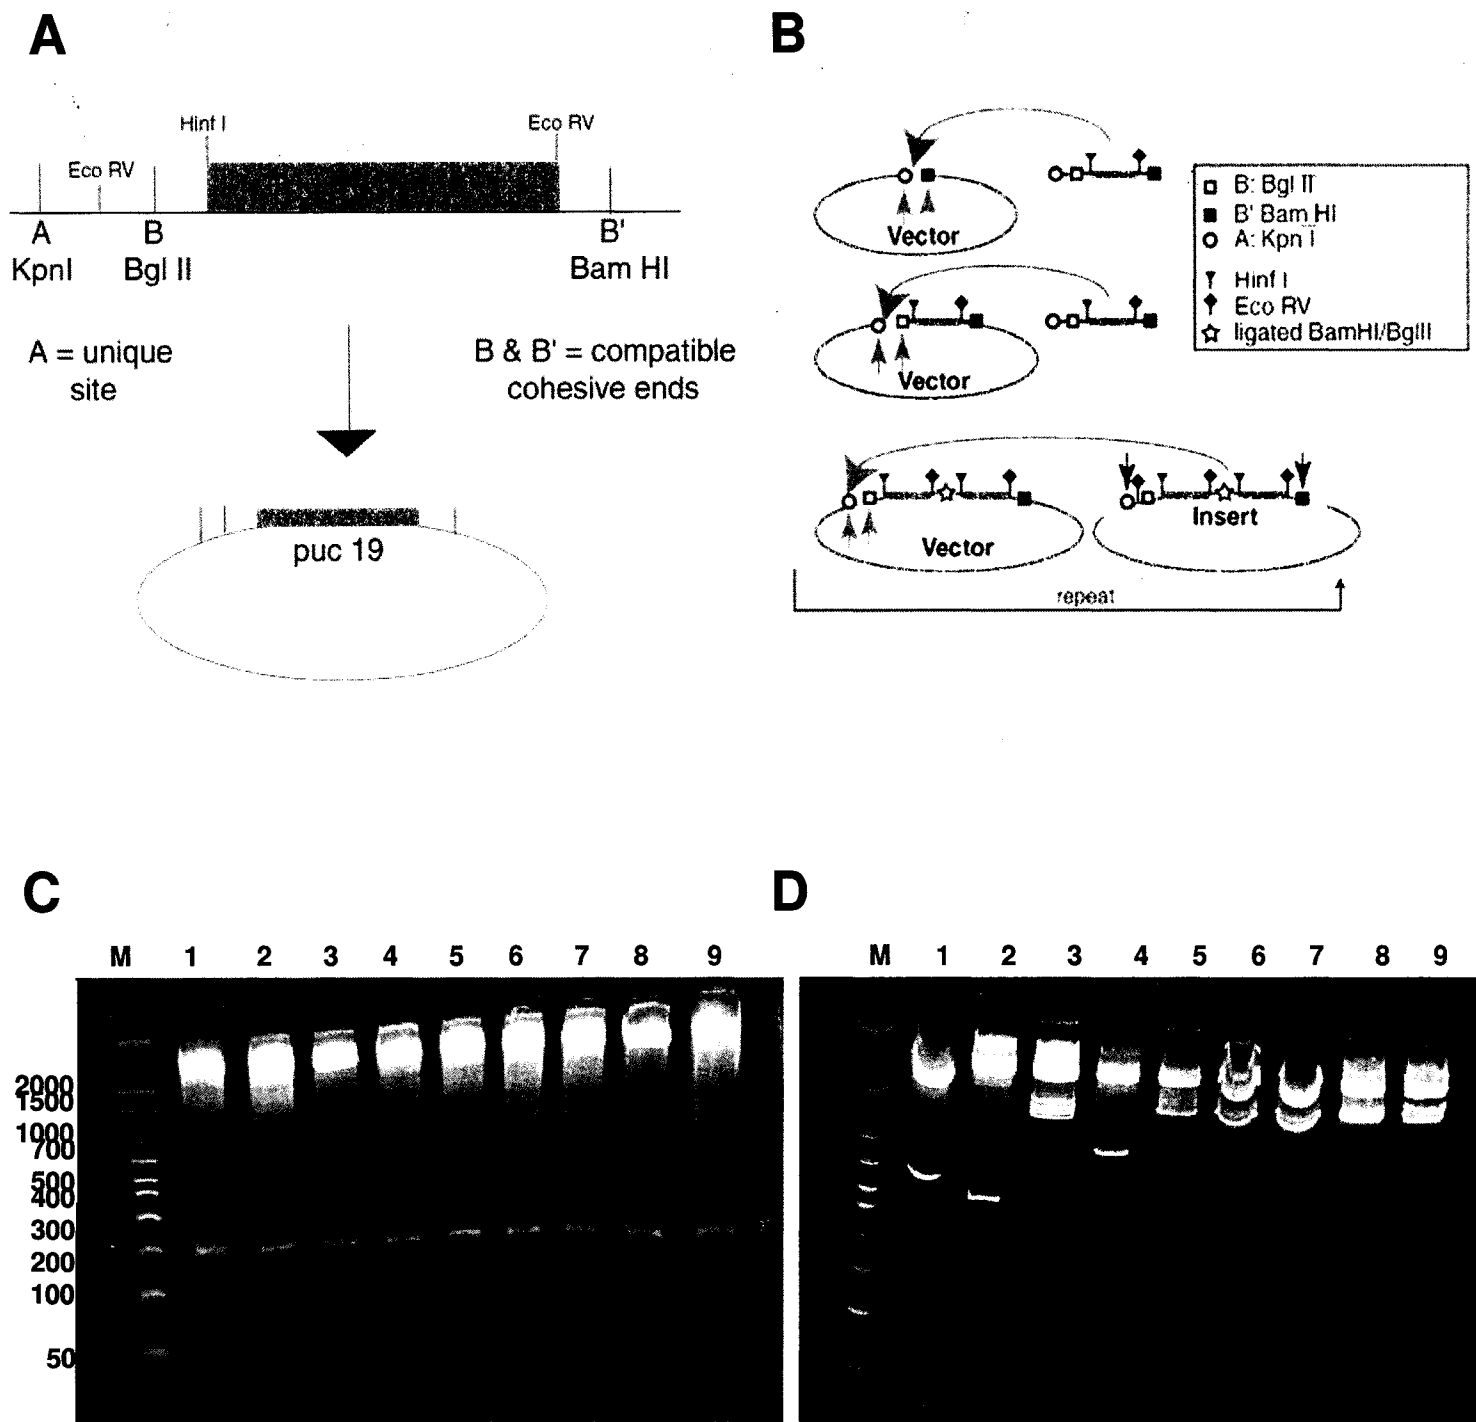 A
Hinf I
Eco RV
Eco RV
A
B
B'
KpnI
Bgl II
Bam HI
A = unique
site
B & B' = compatible
cohesive ends
puc 19
B
Vector
Vector
Vector
Insert
repeat
B: Bgl II
B' Bam HI
A: Kpn I
Hinf I
Eco RV
ligated BamHI/BglII
C
M 1 2 3 4 5 6 7 8 9
2000
1500
1000
700
500
400
300
200
100
50
D
M 1 2 3 4 5 6 7 8 9